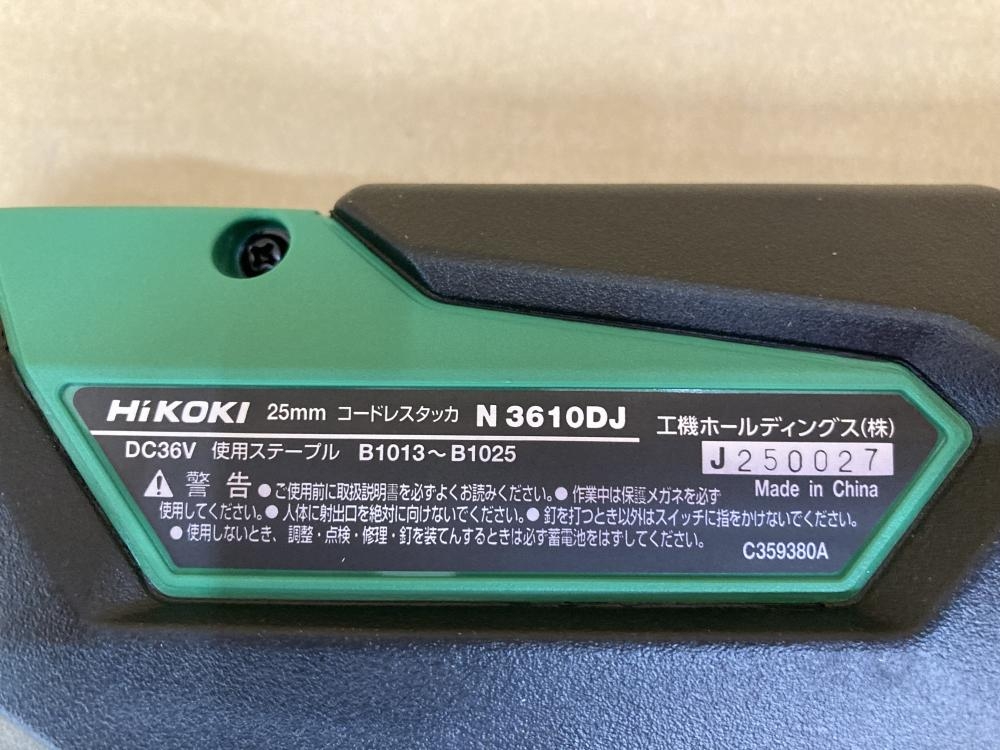 HiKOKI 25mm コードレスタッカ N 3610DJ 工機ホールディングス(株)
DC36V 使用ステープル B1013～B1025 J250027
Made in China
警告 ●ご使用前に取扱説明書を必ずよくお読みください。●作業中は保護メガネを必ず
使用してください。●人体に射出口を絶対に向けないでください。●釘を打つとき以外はスイッチに指をかけないでください。
●使用しないとき、調整・点検・修理・釘を装てんするときは必ず蓄電池をはずしてください。
C359380A